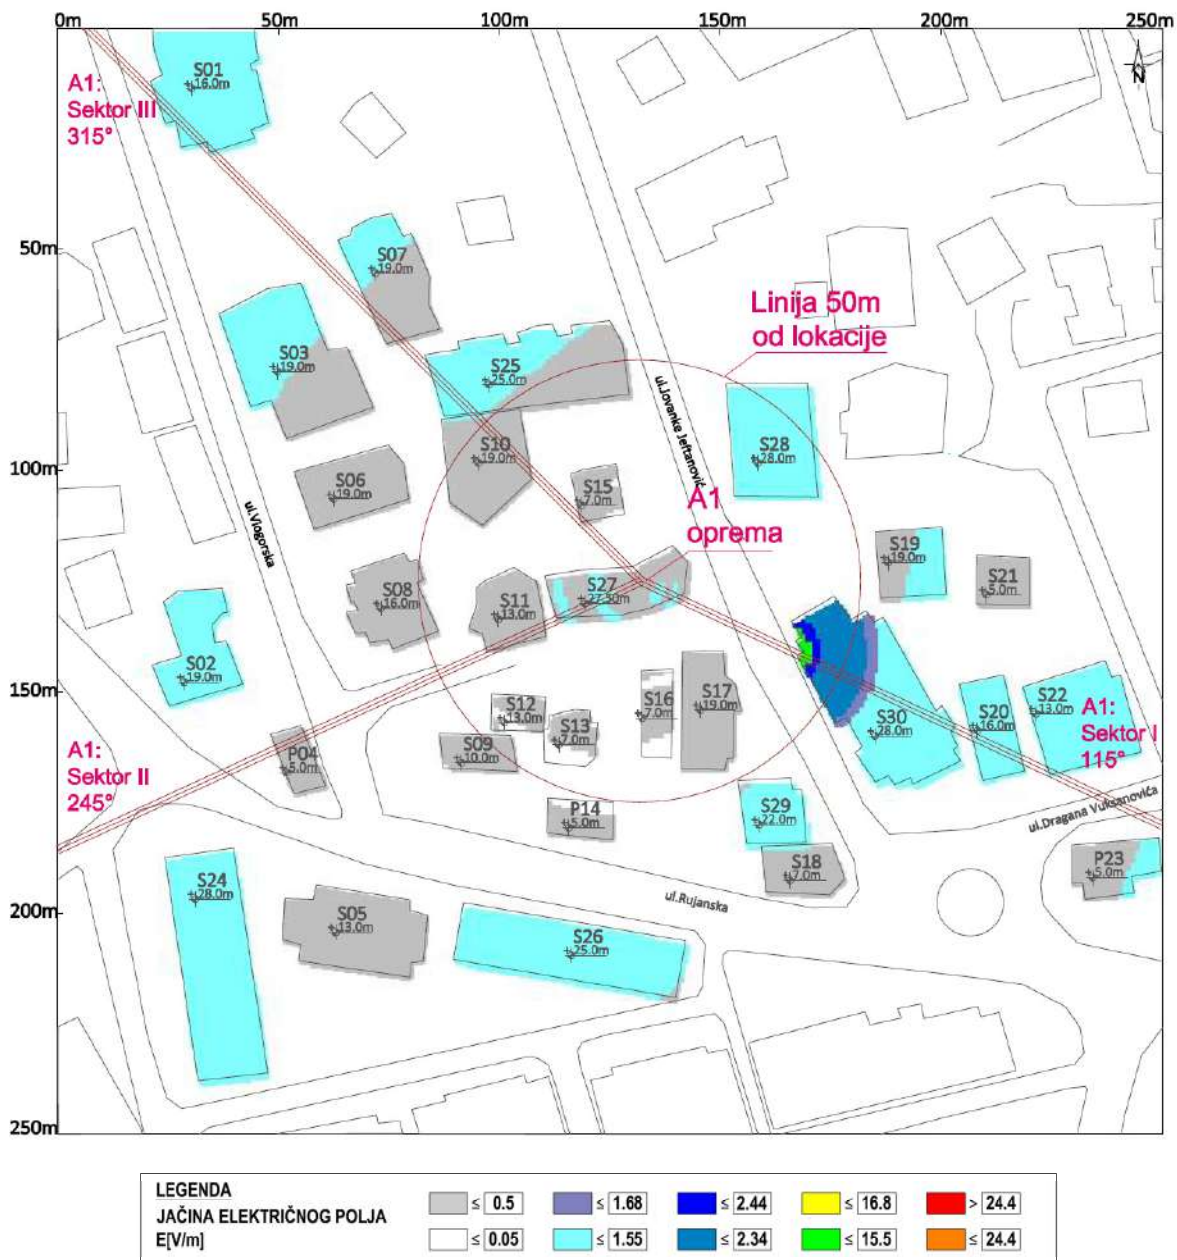 0m
50m
100m
150m
200m
250m
N
S01
16.0m
A1:
Sektor III
315°
50m
S07
19.0m
Linija 50m
od lokacije
S03
19.0m
S25
25.0m
ul.Jovanke Jeftanović
100m
S10
19.0m
S28
28.0m
S06
19.0m
S15
7.0m
A1
oprema
ul.Viogorska
S19
19.0m
S21
5.0m
S08
16.0m
S11
13.0m
S27
27.50m
150m
S02
19.0m
S12
13.0m
S16
7.0m
S17
19.0m
S22
13.0m
S20
16.0m
A1:
Sektor I
115°
S13
7.0m
S30
28.0m
A1:
Sektor II
245°
P04
5.0m
S09
10.0m
P14
5.0m
S29
22.0m
ul.Dragana Vuksanovića
S18
7.0m
P23
5.0m
S24
28.0m
ul.Rujanska
200m
S05
13.0m
S26
25.0m
250m
LEGENDA
JAČINA ELEKTRIČNOG POLJA
E[V/m]
≤ 0.5
≤ 1.68
≤ 2.44
≤ 16.8
> 24.4
≤ 0.05
≤ 1.55
≤ 2.34
≤ 15.5
≤ 24.4